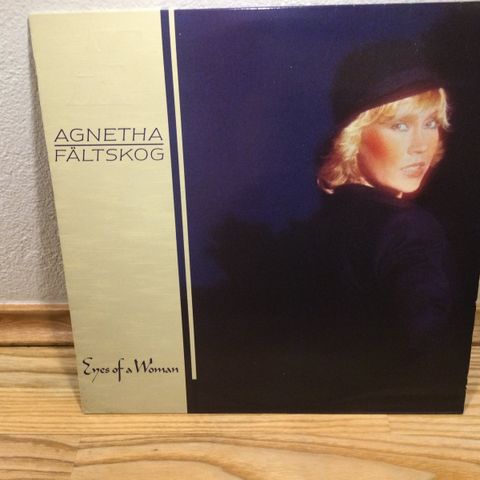 AGNETHA
FÄLTSKOG
Eyes of a Woman